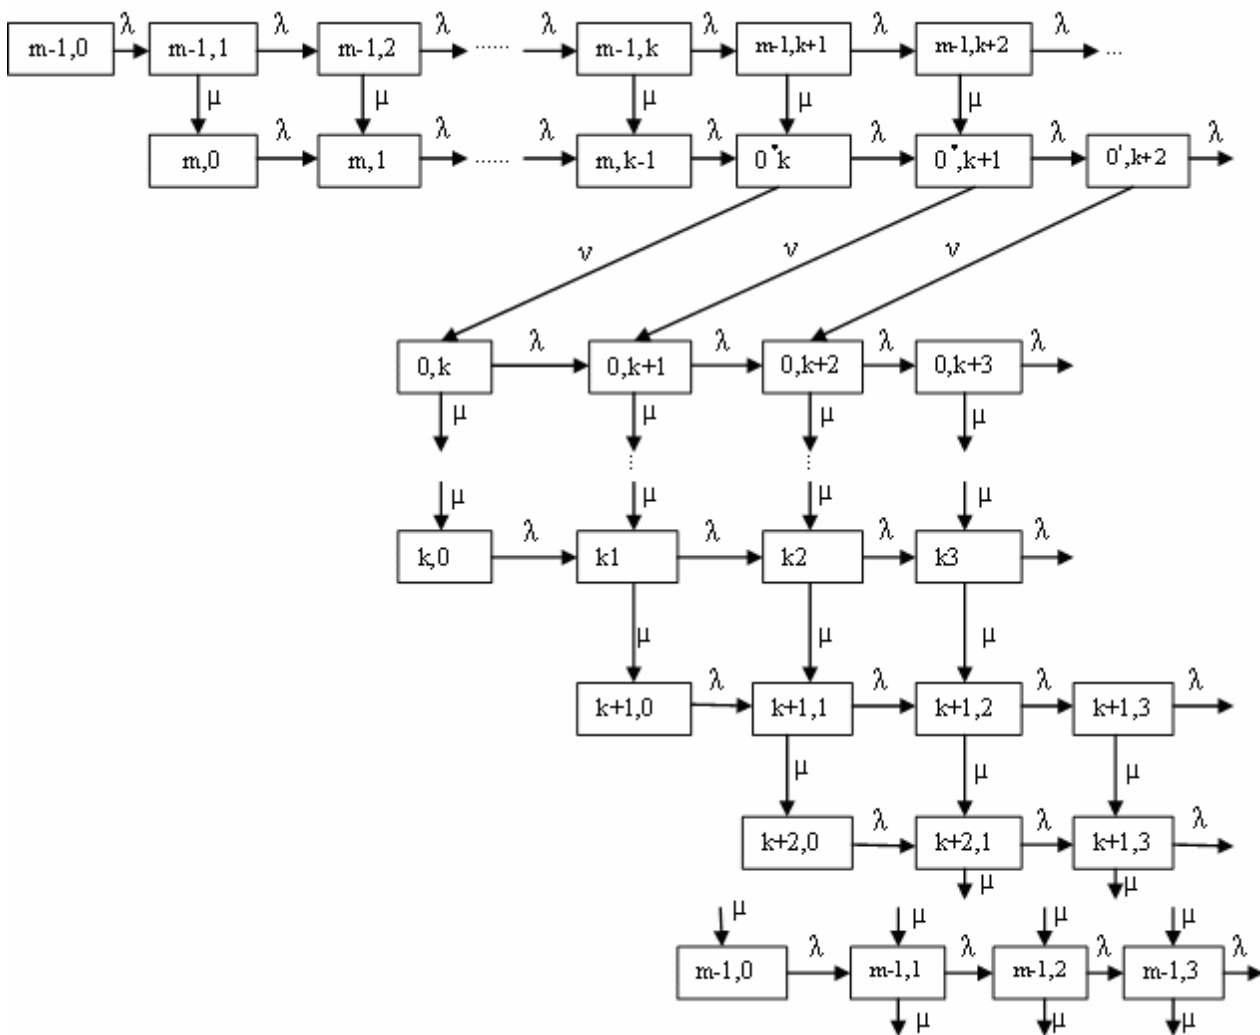 λ λ λ λ λ λ λ
m-1,0 m-1,1 m-1,2 ...... m-1,k m-1,k+1 m-1,k+2 ...
μ μ μ μ μ
λ λ λ λ λ λ λ
m,0 m,1 ...... m,k-1 0'k 0',k+1 0',k+2
ν ν ν
λ λ λ λ
0,k 0,k+1 0,k+2 0,k+3
μ μ μ μ
μ μ μ μ
λ λ λ λ
k,0 k1 k2 k3
μ μ μ
λ λ λ λ
k+1,0 k+1,1 k+1,2 k+1,3
μ μ μ
λ λ λ
k+2,0 k+2,1 k+1,3
μ μ
μ μ μ μ
λ λ λ λ
m-1,0 m-1,1 m-1,2 m-1,3
μ μ μ